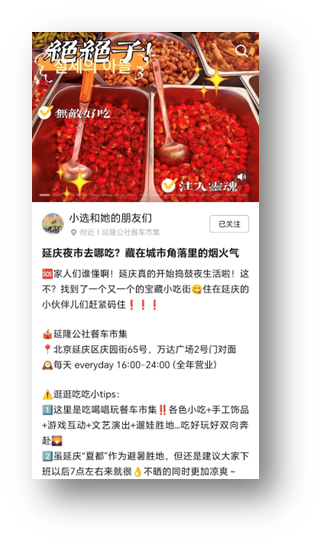 絕絕子!
실제의 아늘
無敵好吃
注入靈魂
小选和她的朋友们
已关注
附近 | 延隆公社餐车市集
延庆夜市去哪吃？藏在城市角落里的烟火气
🆘家人们谁懂啊！延庆真的开始捣鼓夜生活啦！这
不？找到了一个又一个的宝藏小吃街😋住在延庆的
小伙伴儿们赶紧码住❗❗❗
🎪延隆公社餐车市集
📍北京延庆区庆园街65号，万达广场2号门对面
🕰每天 everyday 16:00-24:00 (全年营业)
⚠️逛逛吃吃小tips：
1️⃣这里是吃喝唱玩餐车市集‼️各色小吃+手工饰品
+游戏互动+文艺演出+遛娃胜地...吃好玩好双向奔
赴🌄
2️⃣虽延庆“夏都”作为避暑胜地，但还是建议大家下
班以后7点左右来就很👌不晒的同时更加凉爽～